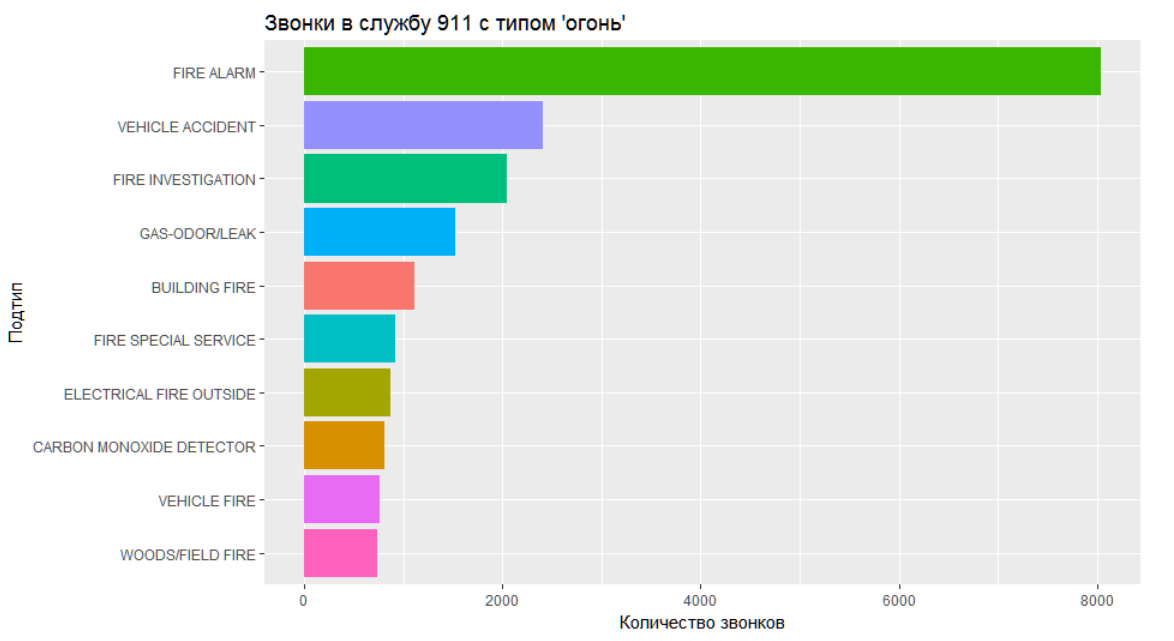 Звонки в службу 911 с типом 'огонь'
FIRE ALARM
VEHICLE ACCIDENT
FIRE INVESTIGATION
GAS-ODOR/LEAK
BUILDING FIRE
FIRE SPECIAL SERVICE
ELECTRICAL FIRE OUTSIDE
CARBON MONOXIDE DETECTOR
VEHICLE FIRE
WOODS/FIELD FIRE
Подтип
0 2000 4000 6000 8000
Количество звонков